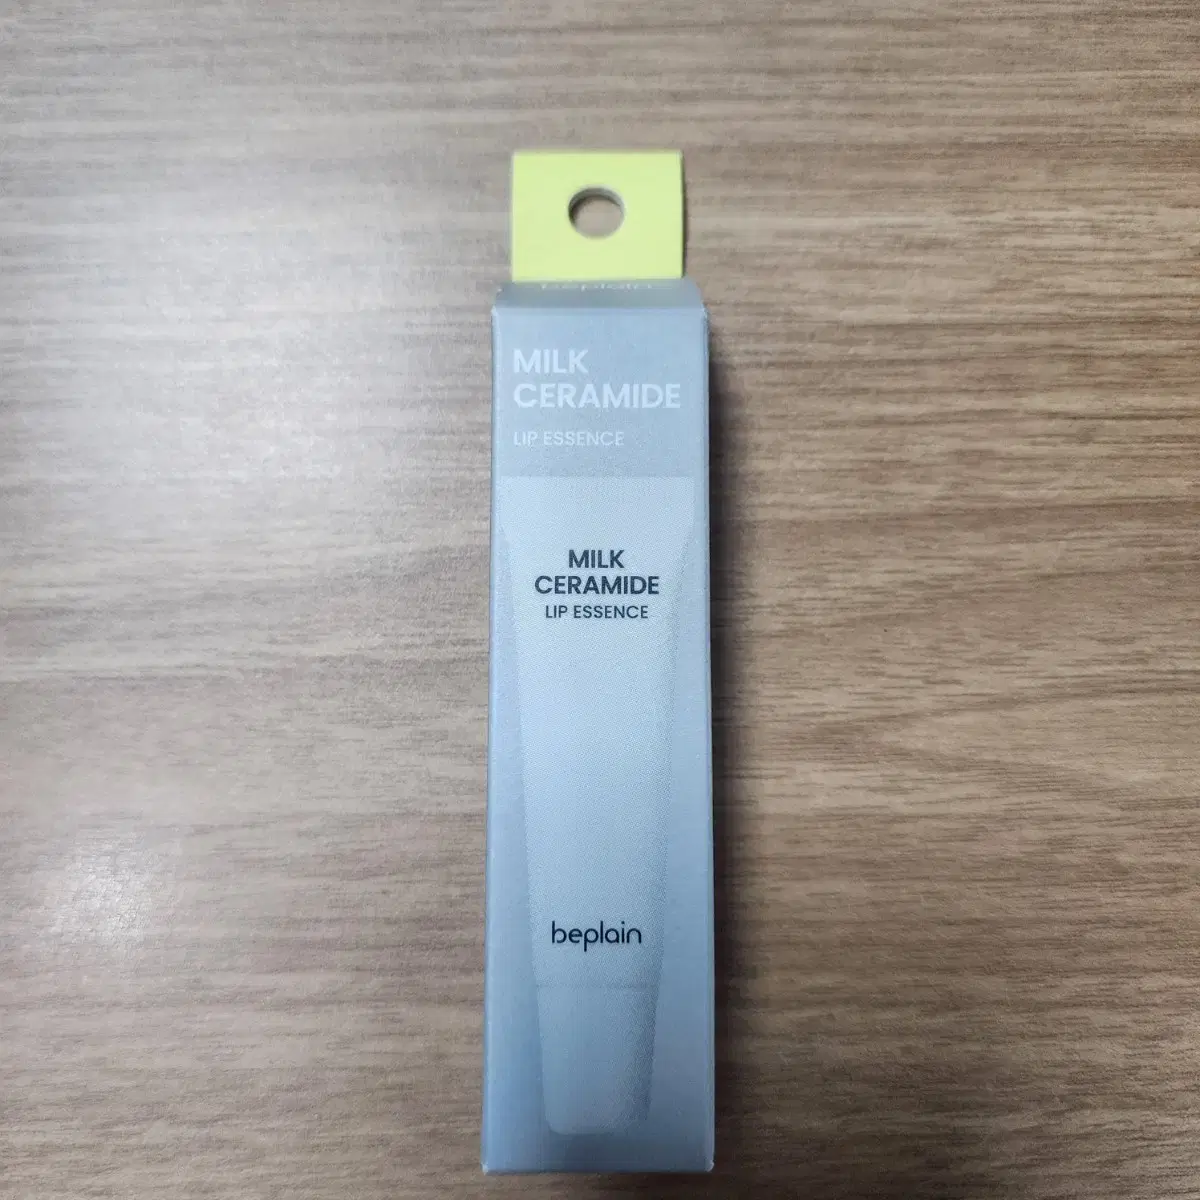 beplain
MILK
CERAMIDE
LIP ESSENCE
MILK
CERAMIDE
LIP ESSENCE
beplain